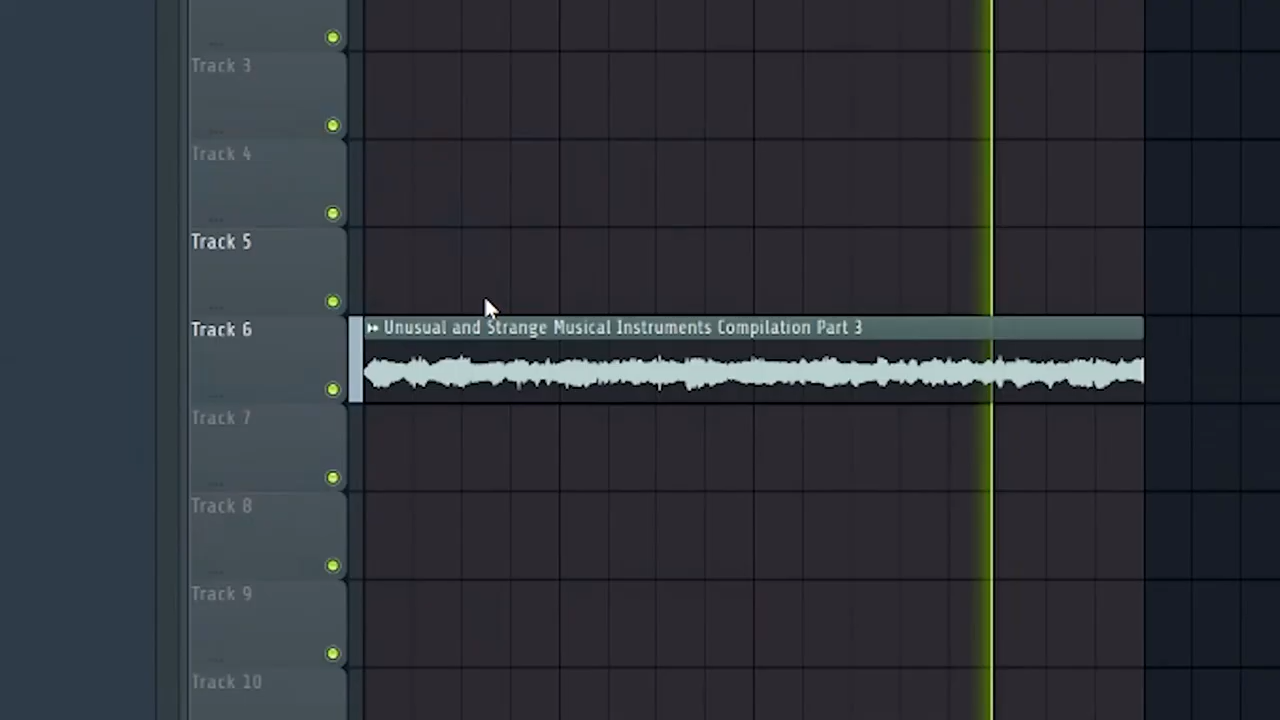 Track 3
Track 4
Track 5
Track 6
Unusual and Strange Musical Instruments Compilation Part 3
Track 7
Track 8
Track 9
Track 10